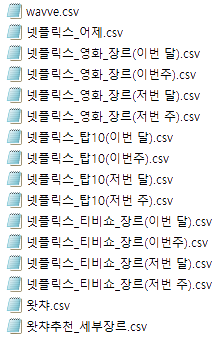 wavve.csv
넷플릭스_어제.csv
넷플릭스_영화_장르(이번 달).csv
넷플릭스_영화_장르(이번주).csv
넷플릭스_영화_장르(저번 달).csv
넷플릭스_영화_장르(저번 주).csv
넷플릭스_탑10(이번 달).csv
넷플릭스_탑10(이번주).csv
넷플릭스_탑10(저번 달).csv
넷플릭스_탑10(저번 주).csv
넷플릭스_티비쇼_장르(이번 달).csv
넷플릭스_티비쇼_장르(이번주).csv
넷플릭스_티비쇼_장르(저번 달).csv
넷플릭스_티비쇼_장르(저번 주).csv
왓챠.csv
왓챠추천_세부장르.csv